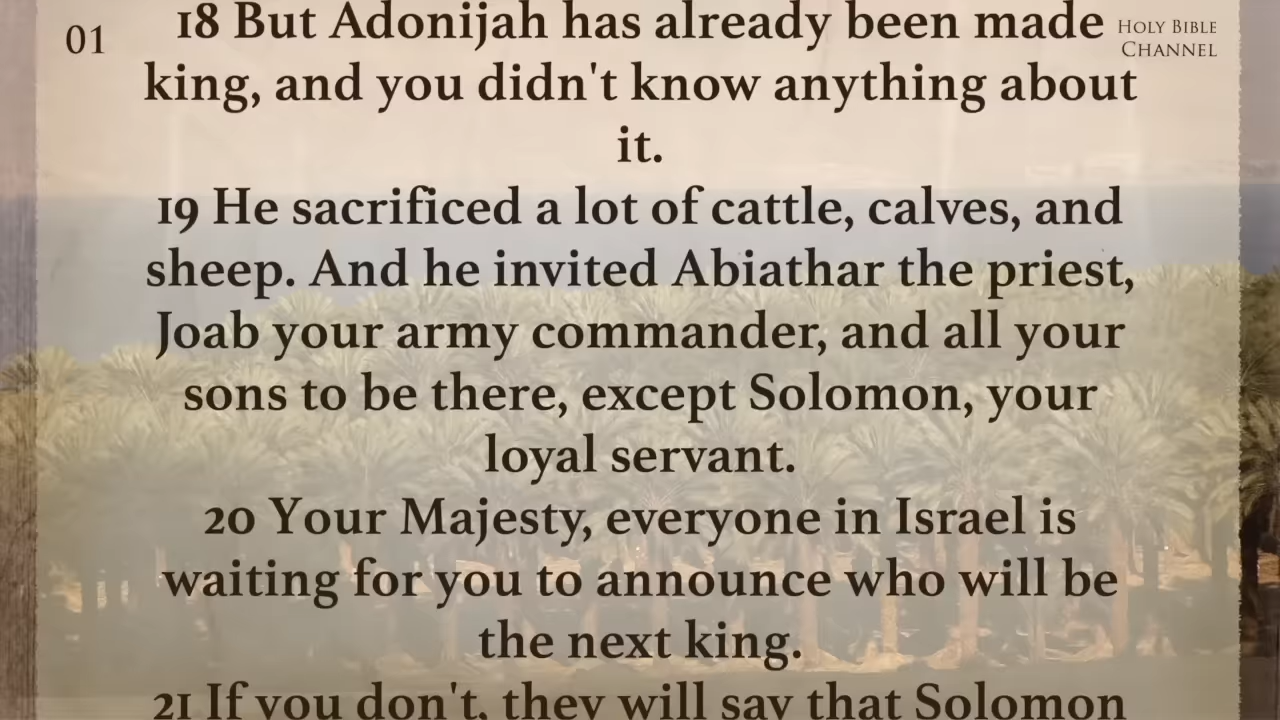 01
HOLY BIBLE
CHANNEL
18 But Adonijah has already been made
king, and you didn't know anything about
it.
19 He sacrificed a lot of cattle, calves, and
sheep. And he invited Abiathar the priest,
Joab your army commander, and all your
sons to be there, except Solomon, your
loyal servant.
20 Your Majesty, everyone in Israel is
waiting for you to announce who will be
the next king.
21 If you don't, they will say that Solomon